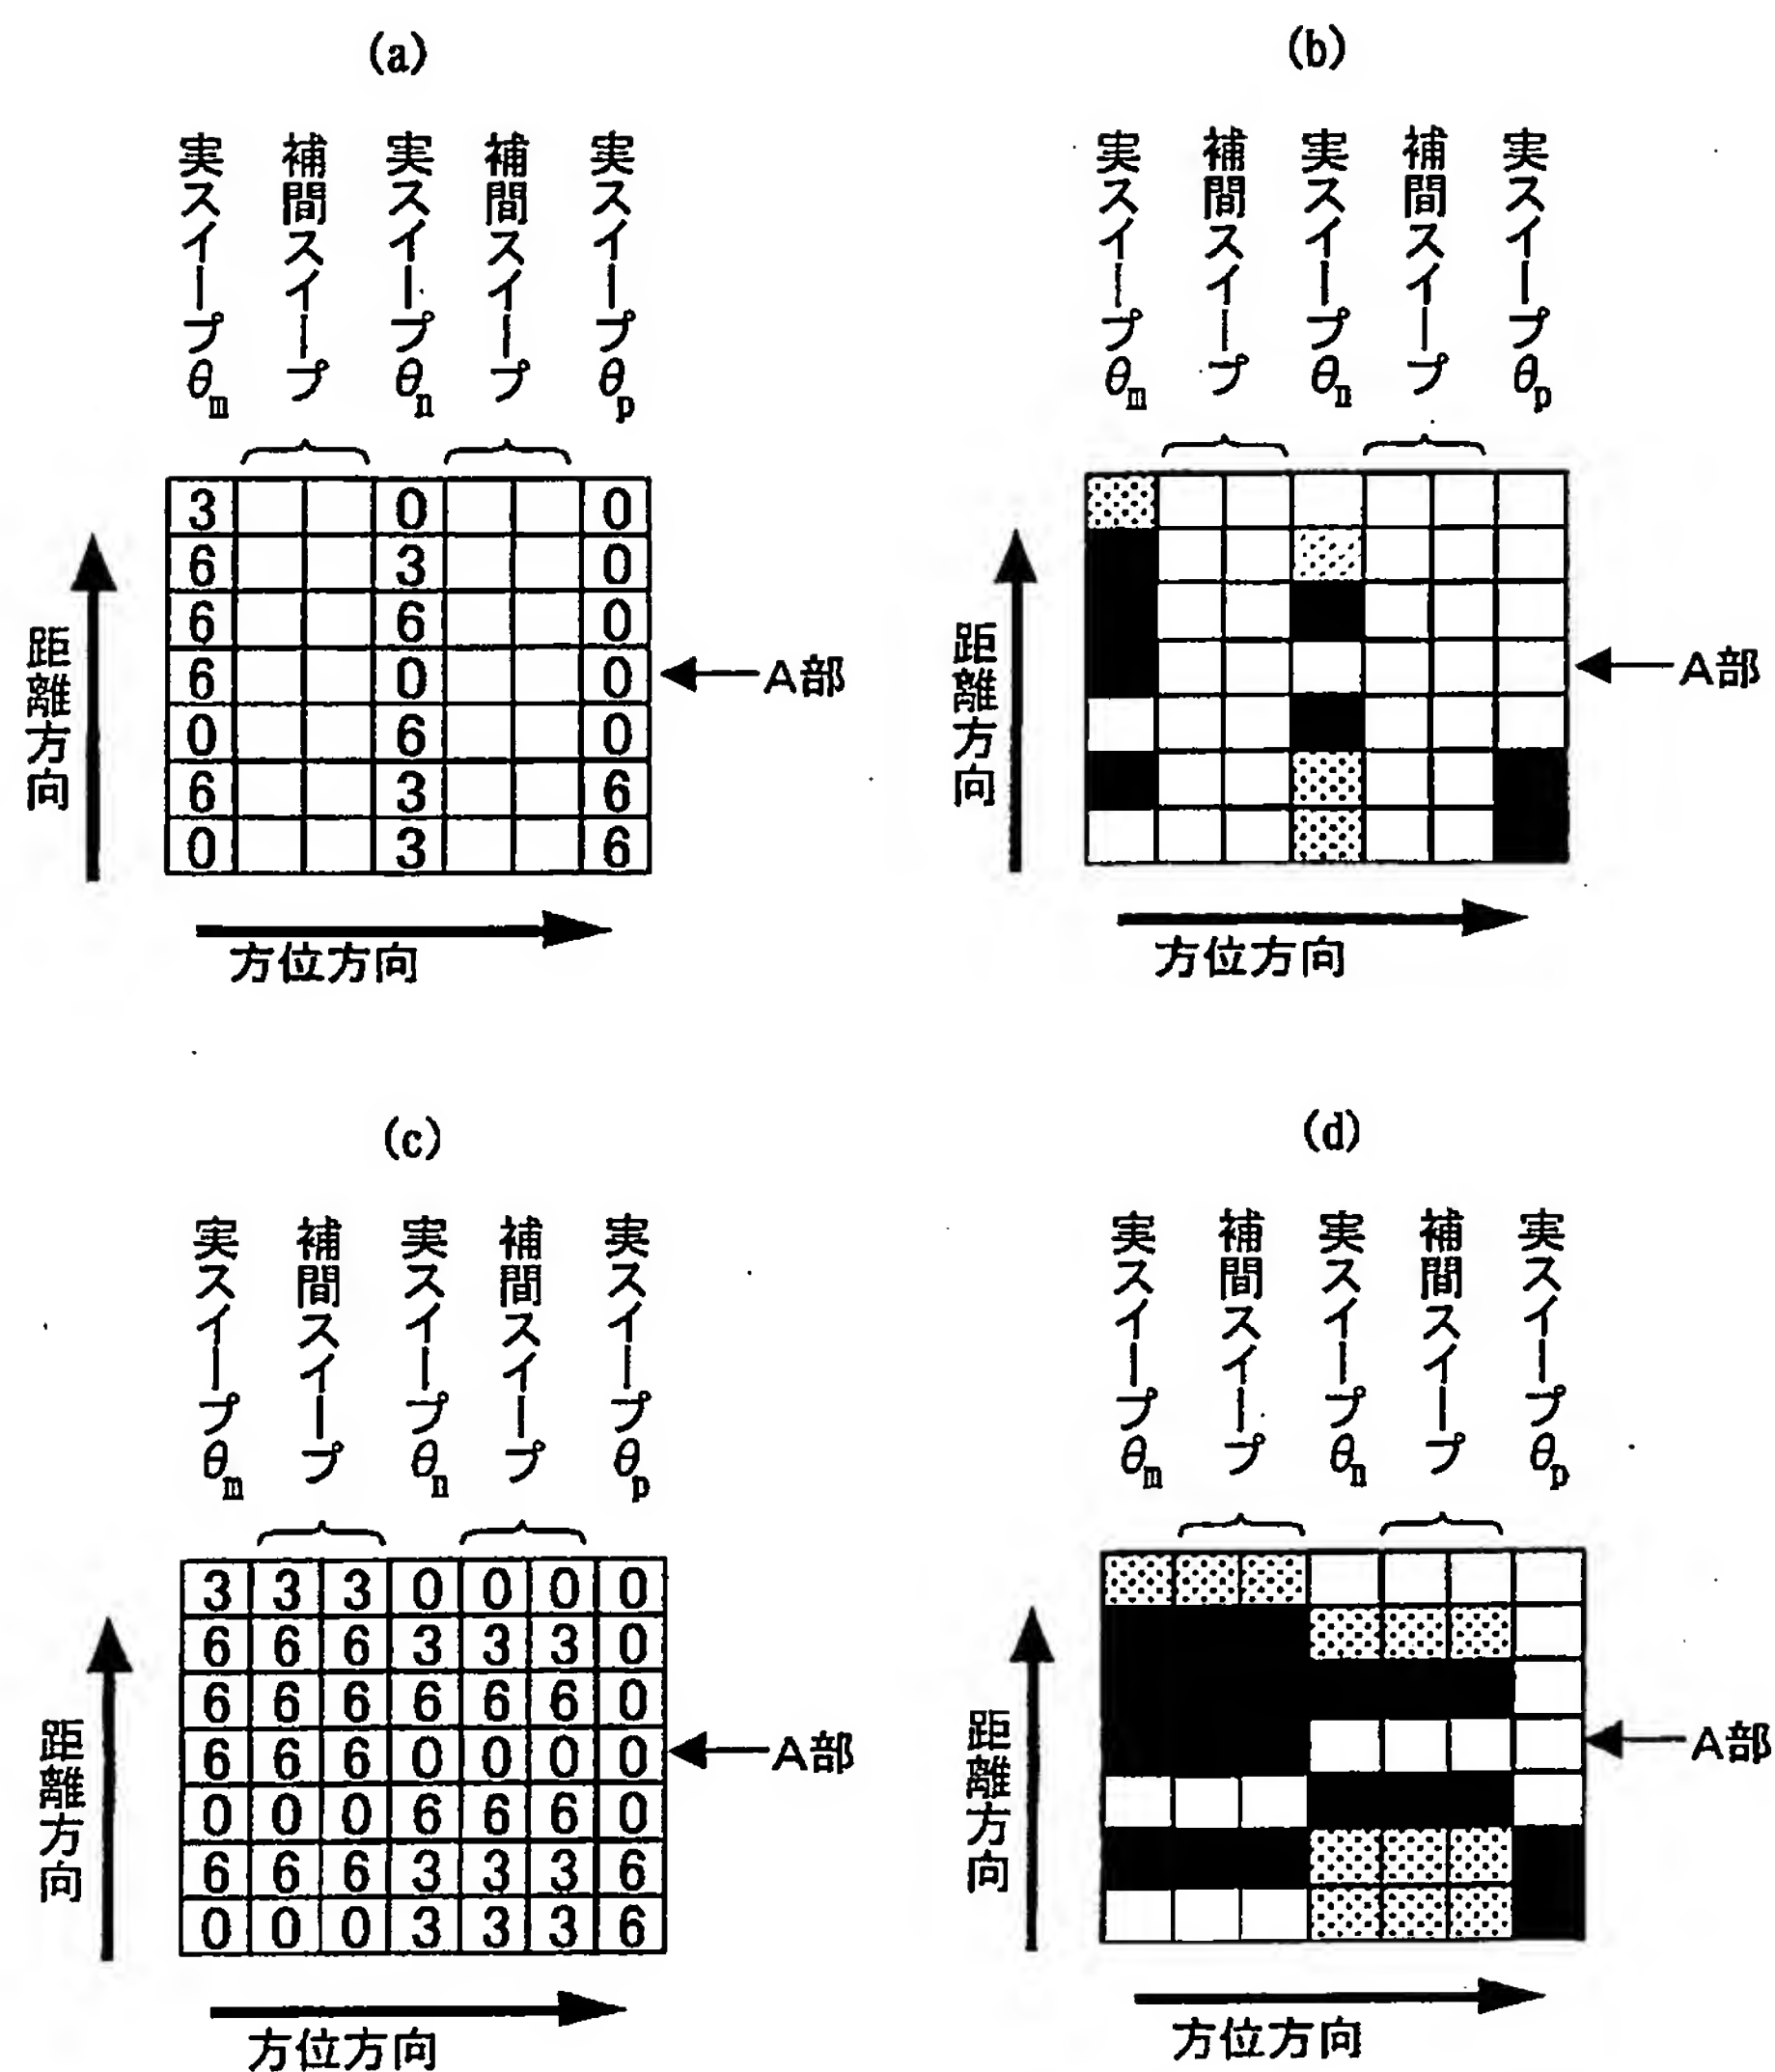 (a)
実スイープθm
補間スイープ
実スイープθn
補間スイープ
実スイープθp
3 0 0
6 3 0
6 6 0
6 0 0
0 6 0
6 3 6
0 3 6
距離方向
A部
方位方向
(b)
実スイープθm
補間スイープ
実スイープθn
補間スイープ
実スイープθp
距離方向
A部
方位方向
(c)
実スイープθm
補間スイープ
実スイープθn
補間スイープ
実スイープθp
3 3 3 0 0 0 0
6 6 6 3 3 3 0
6 6 6 6 6 6 0
6 6 6 0 0 0 0
0 0 0 6 6 6 0
6 6 6 3 3 3 6
0 0 0 3 3 3 6
距離方向
A部
方位方向
(d)
実スイープθm
補間スイープ
実スイープθn
補間スイープ
実スイープθp
距離方向
A部
方位方向